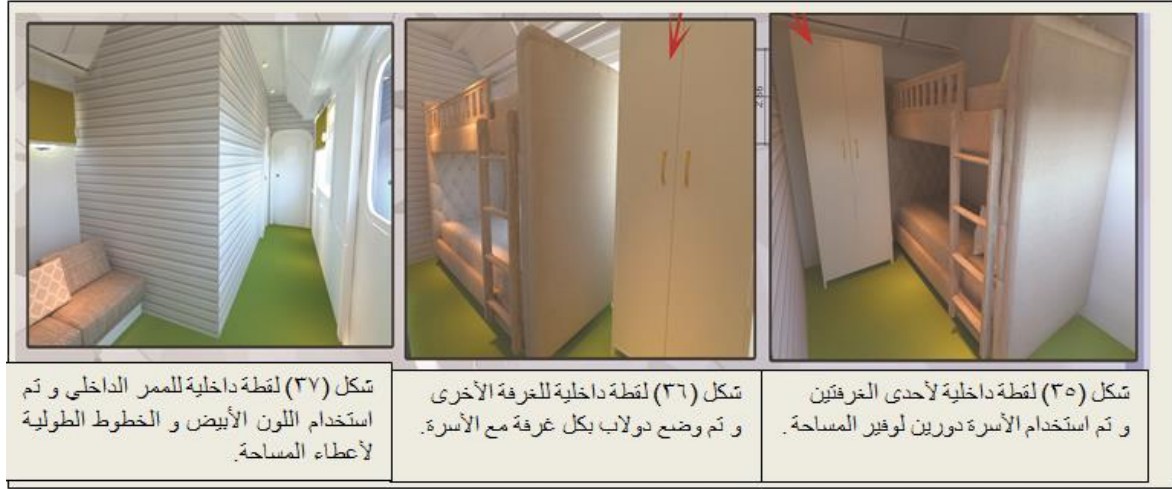 شكل (٣٥) لقطة داخلية لأحدى الغرفتين
و تم استخدام الأسرة دورين لوفير المساحة .
شكل (٣٦) لقطة داخلية للغرفة الأخرى
و تم وضع دولاب بكل غرفة مع الأسرة.
شكل (٣٧) لقطة داخلية للممر الداخلي و تم
استخدام اللون الأبيض و الخطوط الطولية
لأعطاء المساحة.